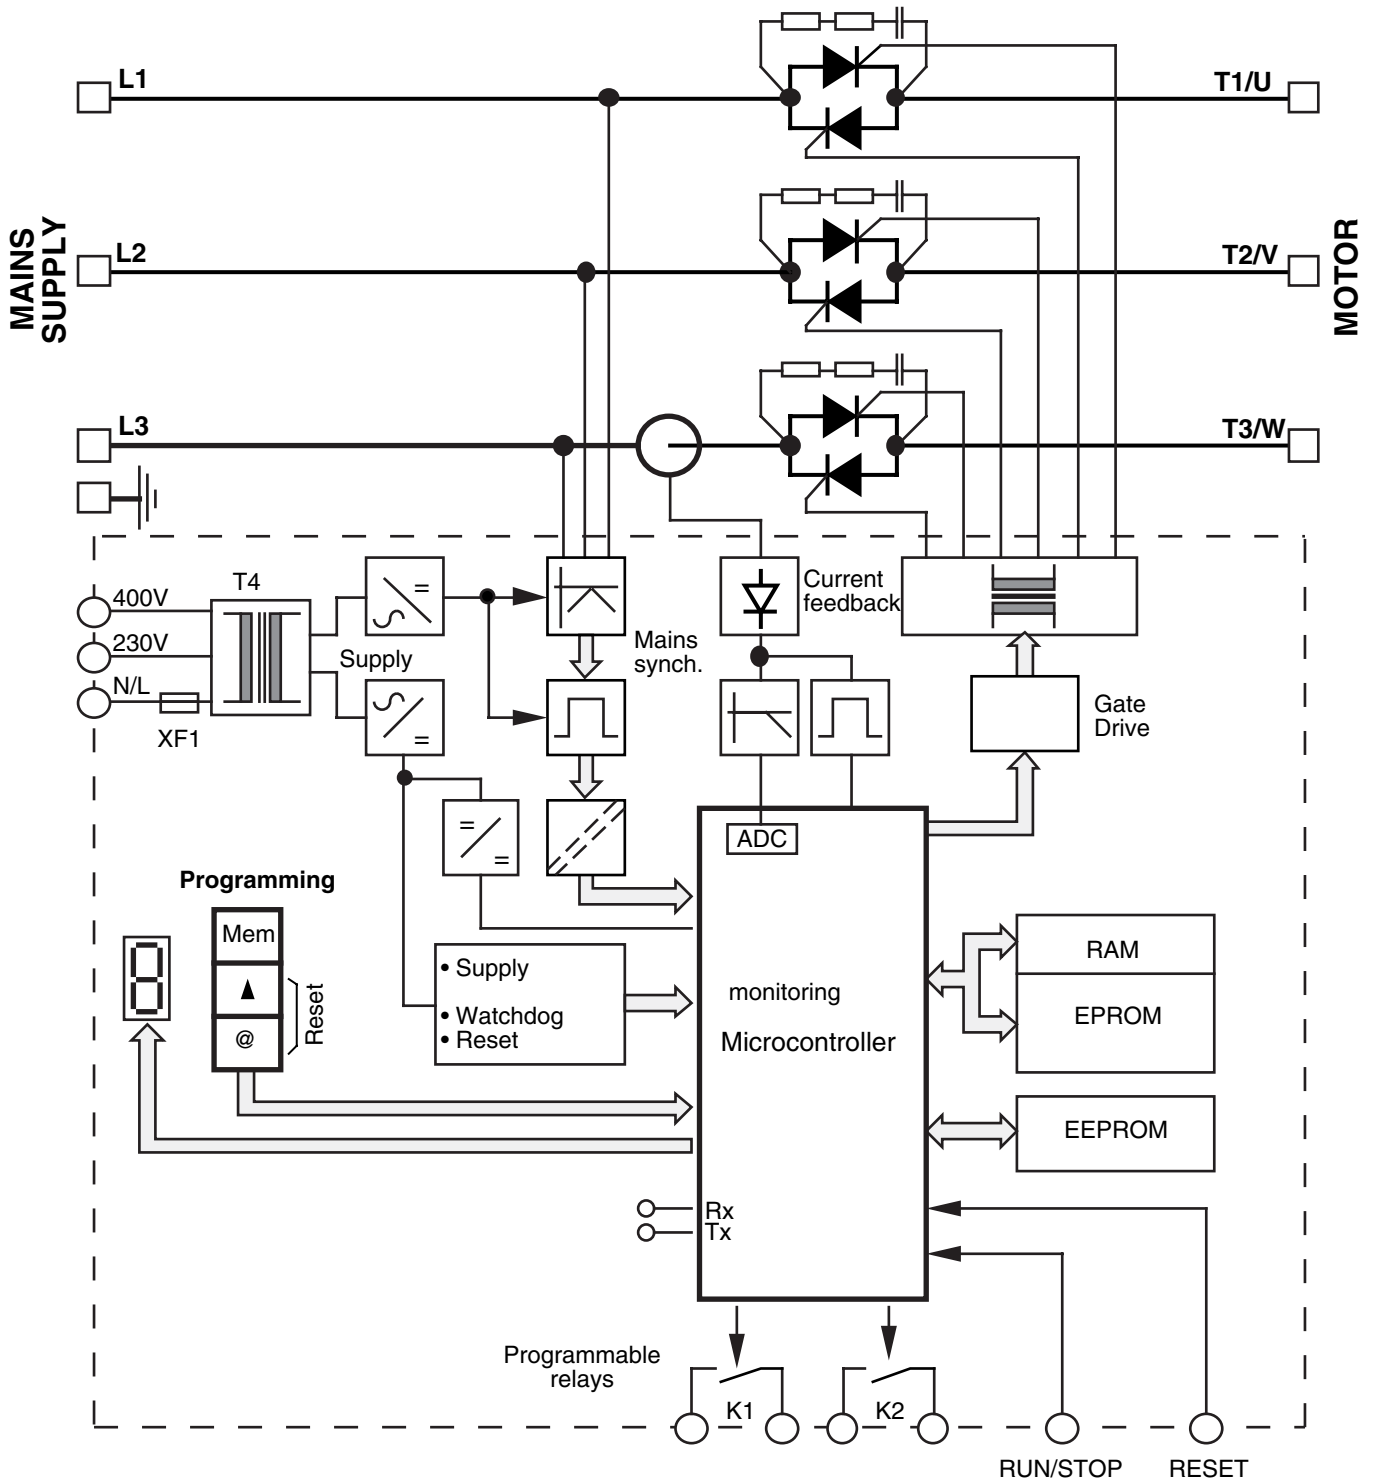 L1
T1/U
MAINS
SUPPLY
L2
T2/V
MOTOR
L3
T3/W
T4
400V
230V
N/L
XF1
Supply
=
=
Mains
synch.
Current
feedback
Gate
Drive
=
=
ADC
Programming
Mem
▲
@
Reset
• Supply
• Watchdog
• Reset
monitoring
Microcontroller
RAM
EPROM
EEPROM
Rx
Tx
Programmable
relays
K1
K2
RUN/STOP
RESET